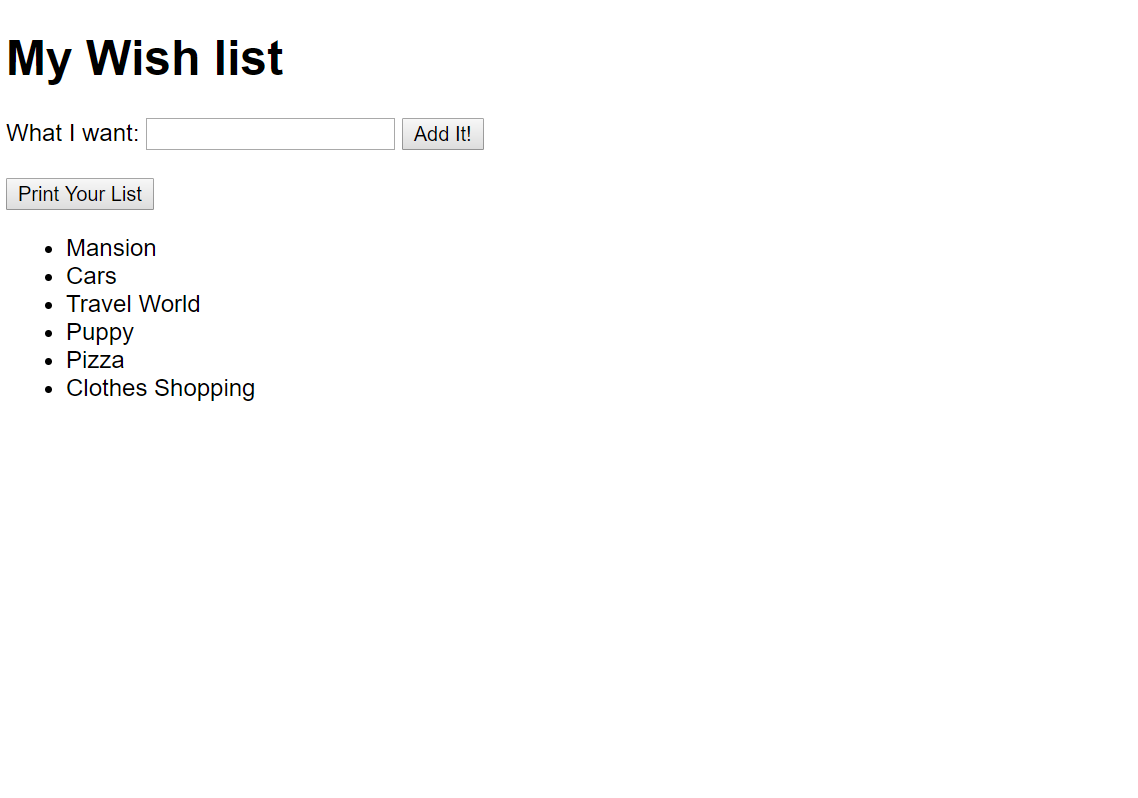 My Wish list
What I want: Add It!
Print Your List
Mansion
Cars
Travel World
Puppy
Pizza
Clothes Shopping